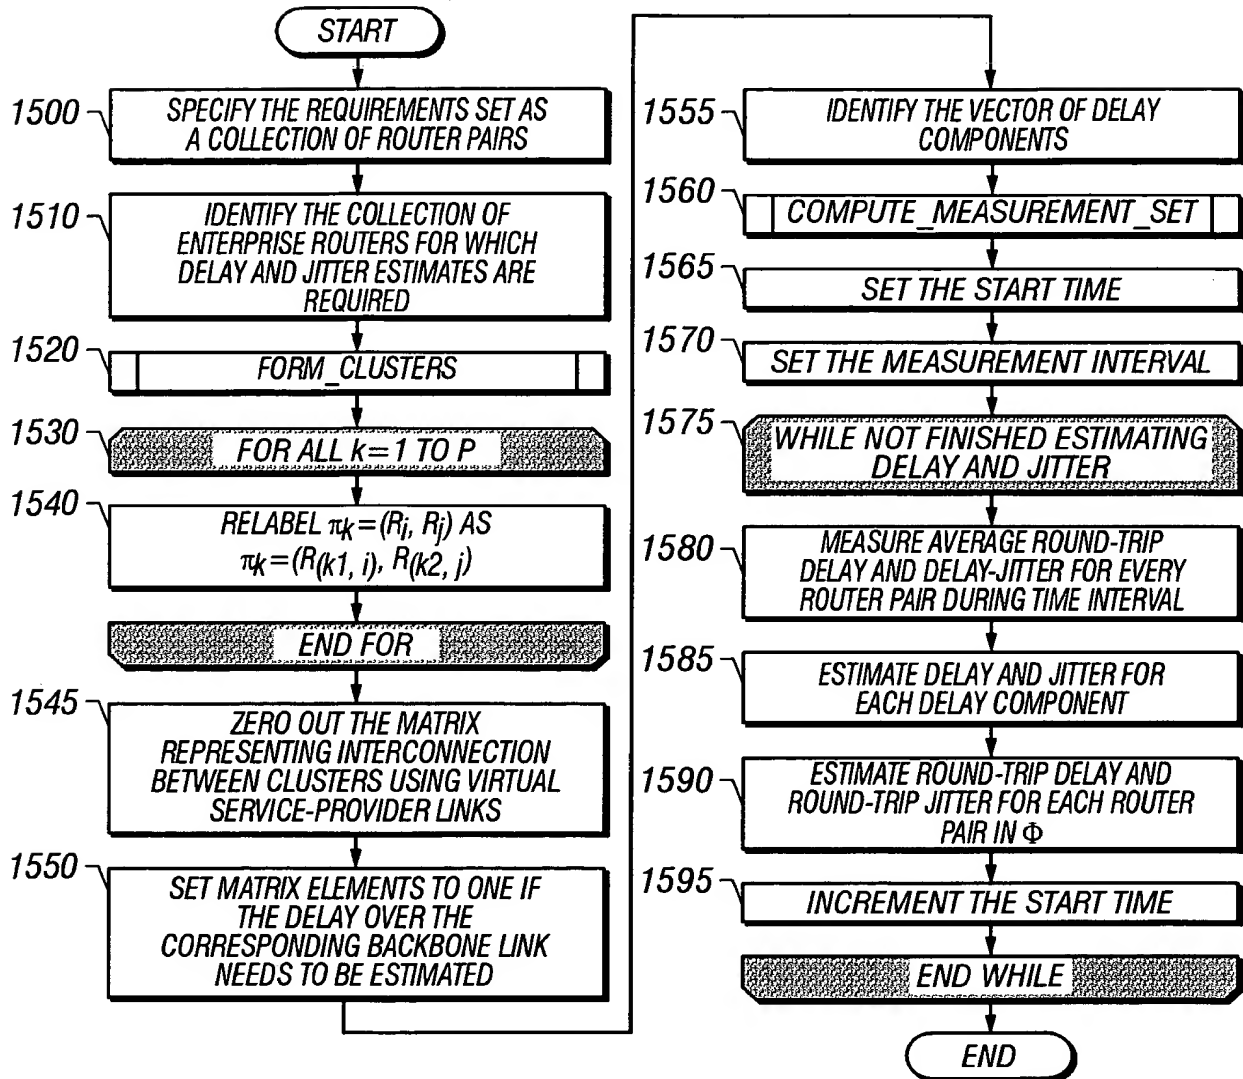 START
1500
SPECIFY THE REQUIREMENTS SET AS
A COLLECTION OF ROUTER PAIRS
1510
IDENTIFY THE COLLECTION OF
ENTERPRISE ROUTERS FOR WHICH
DELAY AND JITTER ESTIMATES ARE
REQUIRED
1520
FORM_CLUSTERS
1530
FOR ALL k=1 TO P
1540
RELABEL πk=(Ri, Rj) AS
πk=(R(k1, i), R(k2, j)
END FOR
1545
ZERO OUT THE MATRIX
REPRESENTING INTERCONNECTION
BETWEEN CLUSTERS USING VIRTUAL
SERVICE-PROVIDER LINKS
1550
SET MATRIX ELEMENTS TO ONE IF
THE DELAY OVER THE
CORRESPONDING BACKBONE LINK
NEEDS TO BE ESTIMATED
1555
IDENTIFY THE VECTOR OF DELAY
COMPONENTS
1560
COMPUTE_MEASUREMENT_SET
1565
SET THE START TIME
1570
SET THE MEASUREMENT INTERVAL
1575
WHILE NOT FINISHED ESTIMATING
DELAY AND JITTER
1580
MEASURE AVERAGE ROUND-TRIP
DELAY AND DELAY-JITTER FOR EVERY
ROUTER PAIR DURING TIME INTERVAL
1585
ESTIMATE DELAY AND JITTER FOR
EACH DELAY COMPONENT
1590
ESTIMATE ROUND-TRIP DELAY AND
ROUND-TRIP JITTER FOR EACH ROUTER
PAIR IN Φ
1595
INCREMENT THE START TIME
END WHILE
END